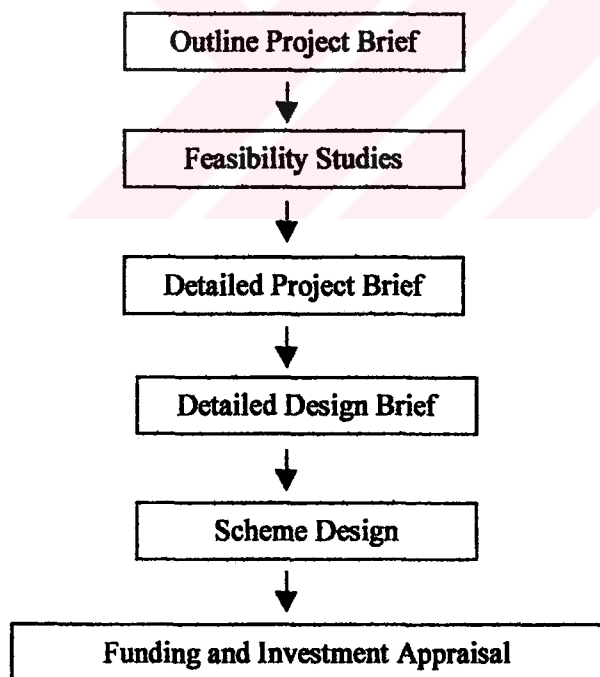 Outline Project Brief
Feasibility Studies
Detailed Project Brief
Detailed Design Brief
Scheme Design
Funding and Investment Appraisal